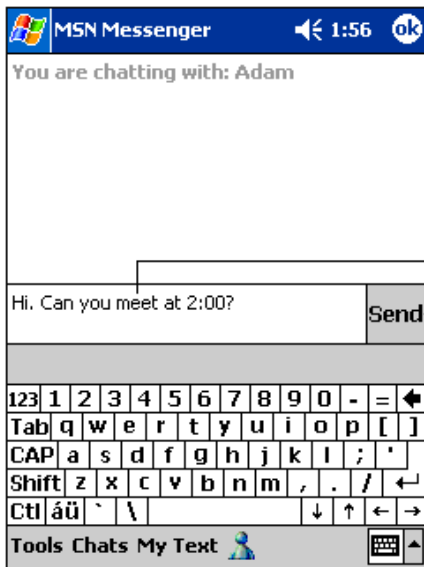 MSN Messenger 1:56 ok
You are chatting with: Adam
Hi. Can you meet at 2:00?
Send
123 1 2 3 4 5 6 7 8 9 0 - =
Tab q w e r t y u i o p [ ]
CAP a s d f g h j k l ; '
Shift z x c v b n m , . /
Ctl áü ` \
Tools Chats My Text